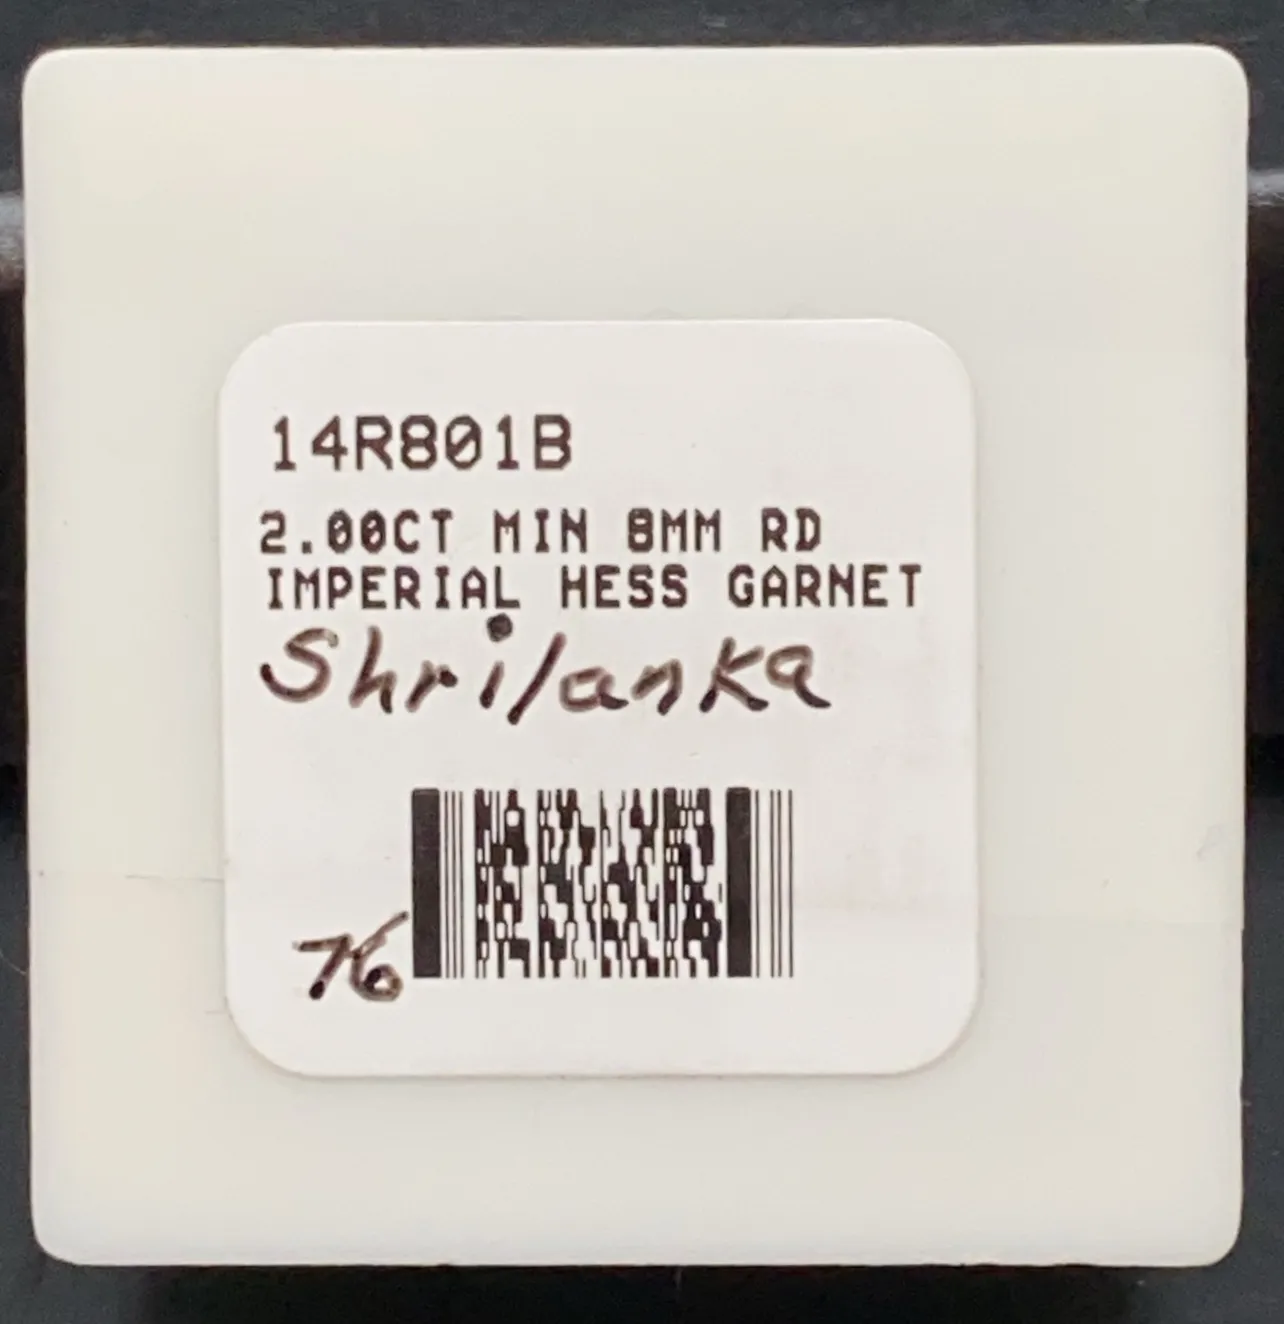 14R801B
2.00CT MIN 8MM RD
IMPERIAL HESS GARNET
Shrilanka
76